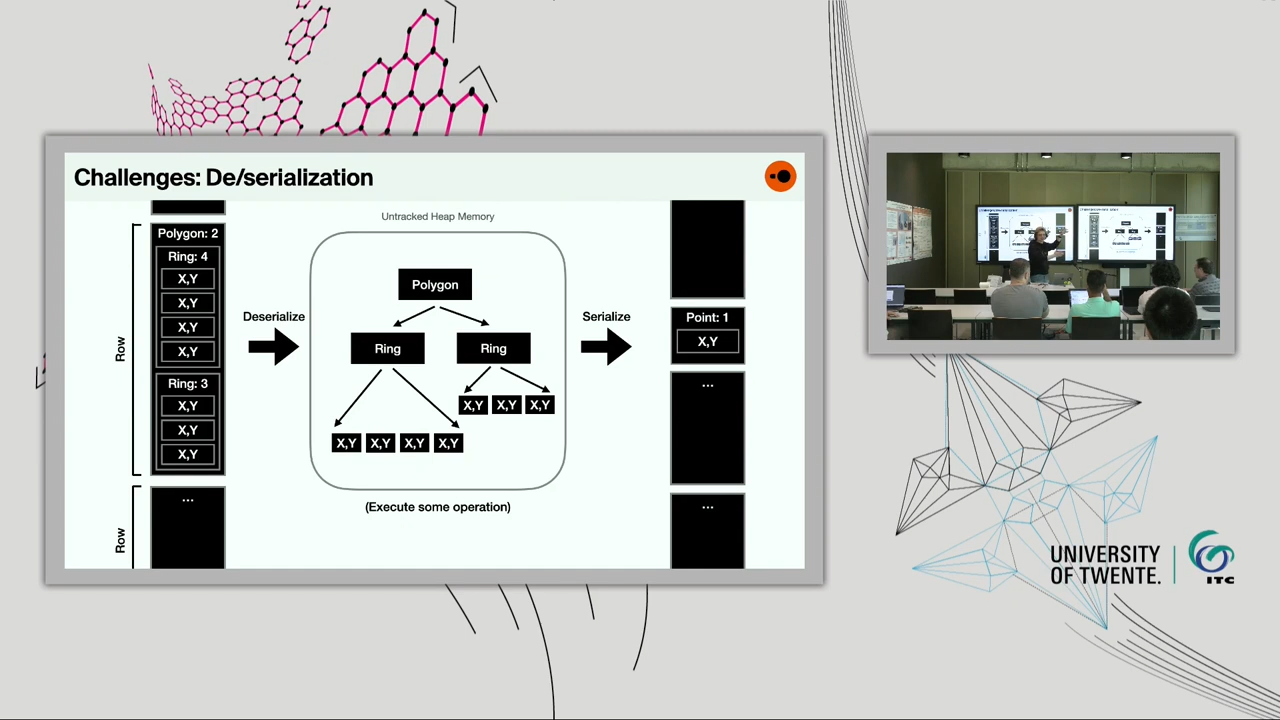 Challenges: De/serialization
Untracked Heap Memory
Row
Polygon: 2
Ring: 4
X,Y
X,Y
X,Y
X,Y
Ring: 3
X,Y
X,Y
X,Y
Row
...
Deserialize
Polygon
Ring
Ring
X,Y X,Y X,Y
X,Y X,Y X,Y X,Y
(Execute some operation)
Serialize
Point: 1
X,Y
...
...
UNIVERSITY
OF TWENTE.
ITC